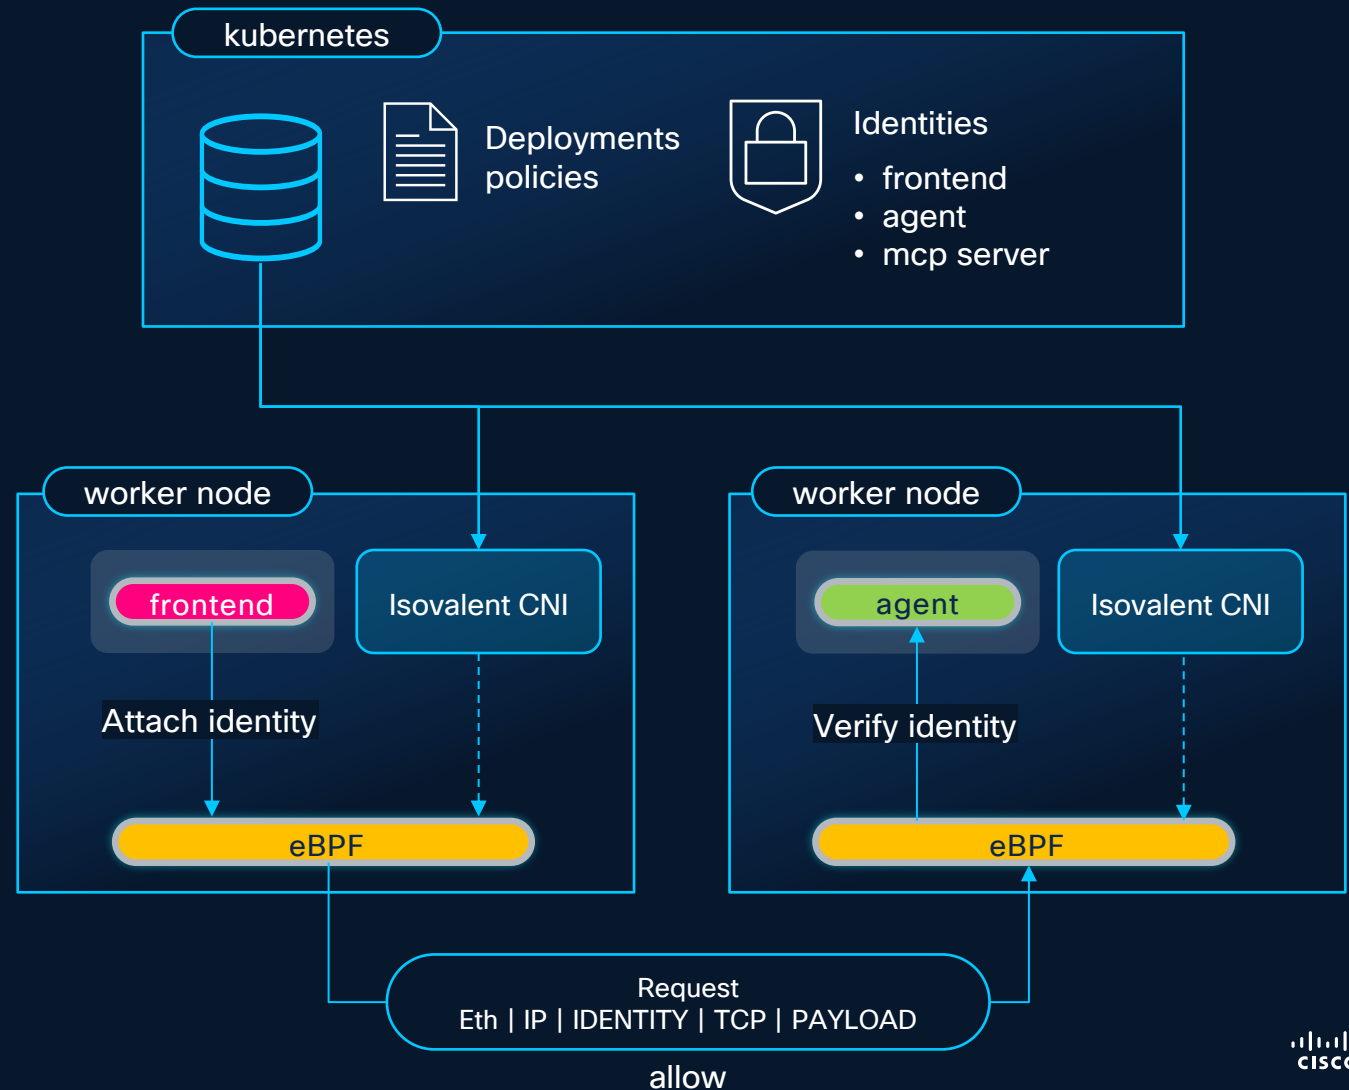 kubernetes
Deployments
policies
Identities
• frontend
• agent
• mcp server
worker node
frontend
Isovalent CNI
Attach identity
eBPF
worker node
agent
Isovalent CNI
Verify identity
eBPF
Request
Eth | IP | IDENTITY | TCP | PAYLOAD
allow
CISCO